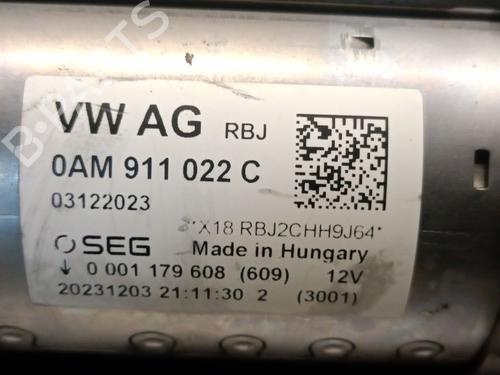 VW AG RBJ
0AM 911 022 C
03122023
*X18 RBJ2CHH9J64*
SEG Made in Hungary
0 001 179 608 (609) 12V
20231203 21:11:30 2 (3001)
B-PARTS